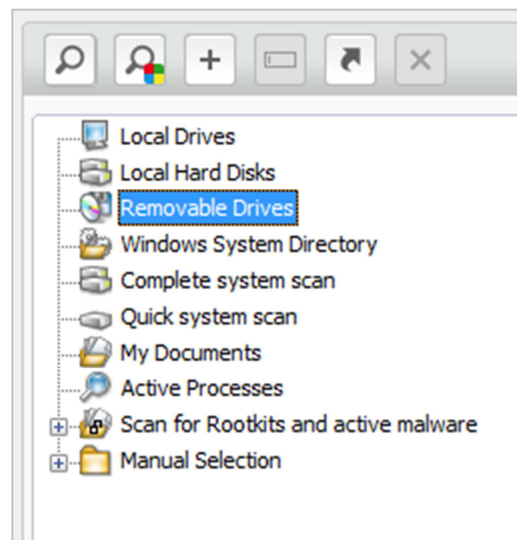 Local Drives
Local Hard Disks
Removable Drives
Windows System Directory
Complete system scan
Quick system scan
My Documents
Active Processes
Scan for Rootkits and active malware
Manual Selection